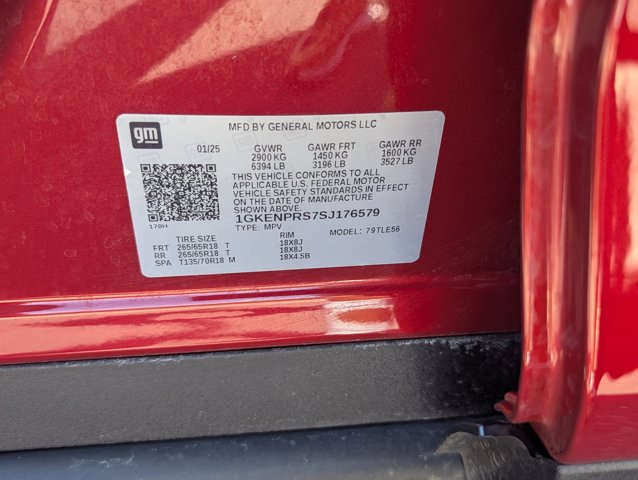 gm
MFD BY GENERAL MOTORS LLC
01/25 GVWR GAWR FRT GAWR RR
2900 KG 1450 KG 1600 KG
6394 LB 3196 LB 3527 LB
THIS VEHICLE CONFORMS TO ALL
APPLICABLE U.S. FEDERAL MOTOR
VEHICLE SAFETY STANDARDS IN EFFECT
ON THE DATE OF MANUFACTURE
SHOWN ABOVE.
170H 1GKENPRS7SJ176579
TYPE: MPV MODEL: 79TLE56
TIRE SIZE RIM
FRT 265/65R18 T 18X8J
RR 265/65R18 T 18X8J
SPA T135/70R18 M 18X4.5B